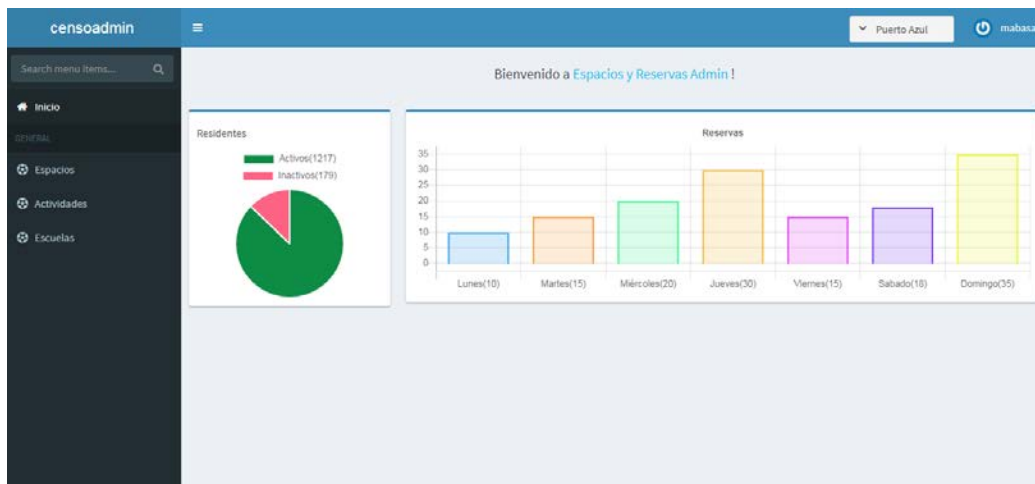 censoadmin
Puerto Azul
mabasa
Search menu items...
Bienvenido a Espacios y Reservas Admin !
Inicio
GENERAL
Espacios
Actividades
Escuelas
Residentes
Activos(1217)
Inactivos(179)
Reservas
35
30
25
20
15
10
5
0
Lunes(10)
Martes(15)
Miércoles(20)
Jueves(30)
Viernes(15)
Sabado(18)
Domingo(35)